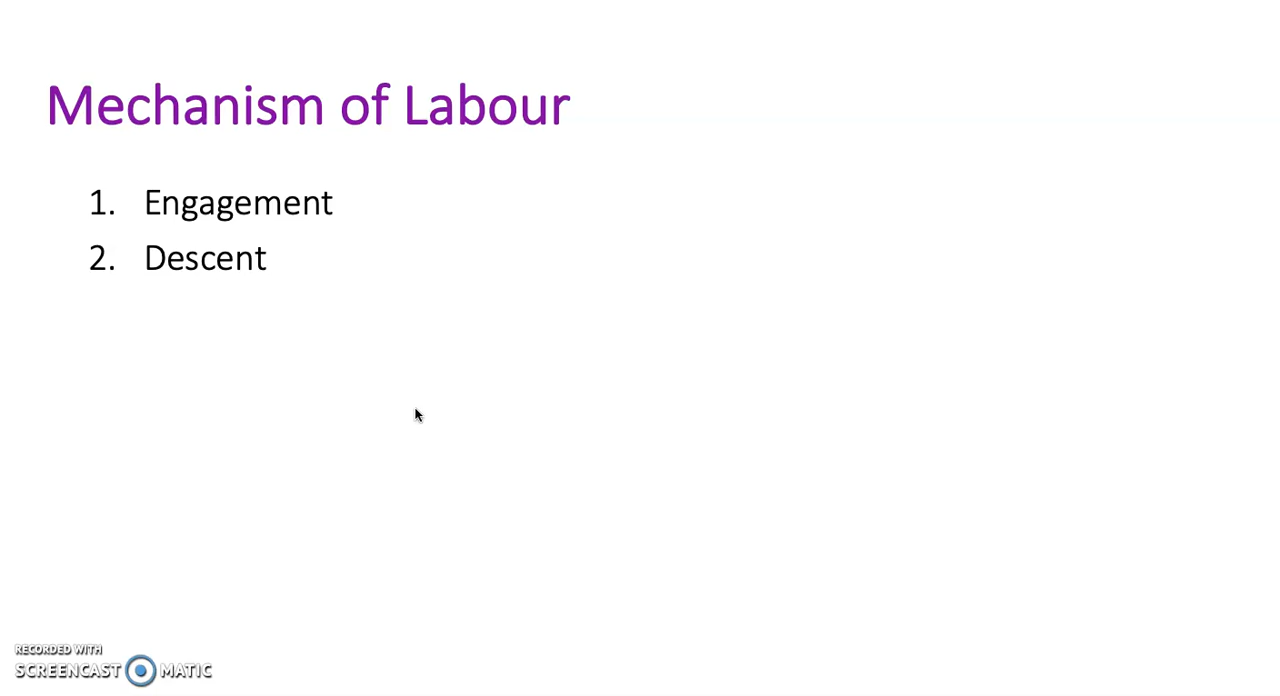 Mechanism of Labour
1. Engagement
2. Descent
RECORDED WITH
SCREENCAST MATIC